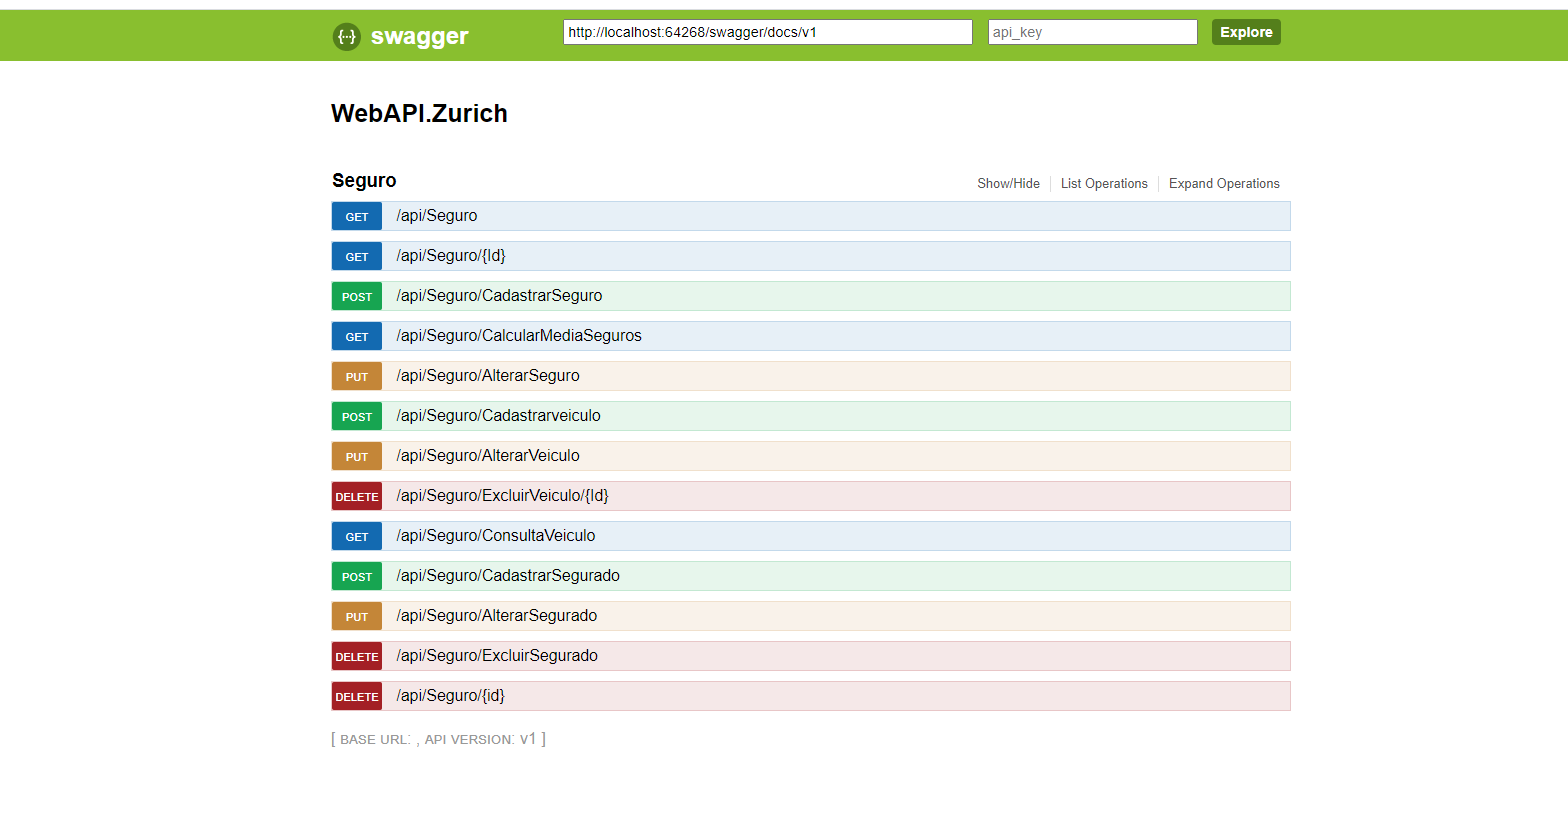 {···} swagger http://localhost:64268/swagger/docs/v1 api_key Explore
WebAPI.Zurich
Seguro Show/Hide List Operations Expand Operations
GET /api/Seguro
GET /api/Seguro/{Id}
POST /api/Seguro/CadastrarSeguro
GET /api/Seguro/CalcularMediaSeguros
PUT /api/Seguro/AlterarSeguro
POST /api/Seguro/Cadastrarveiculo
PUT /api/Seguro/AlterarVeiculo
DELETE /api/Seguro/ExcluirVeiculo/{Id}
GET /api/Seguro/ConsultaVeiculo
POST /api/Seguro/CadastrarSegurado
PUT /api/Seguro/AlterarSegurado
DELETE /api/Seguro/ExcluirSegurado
DELETE /api/Seguro/{id}
[ BASE URL: , API VERSION: V1 ]